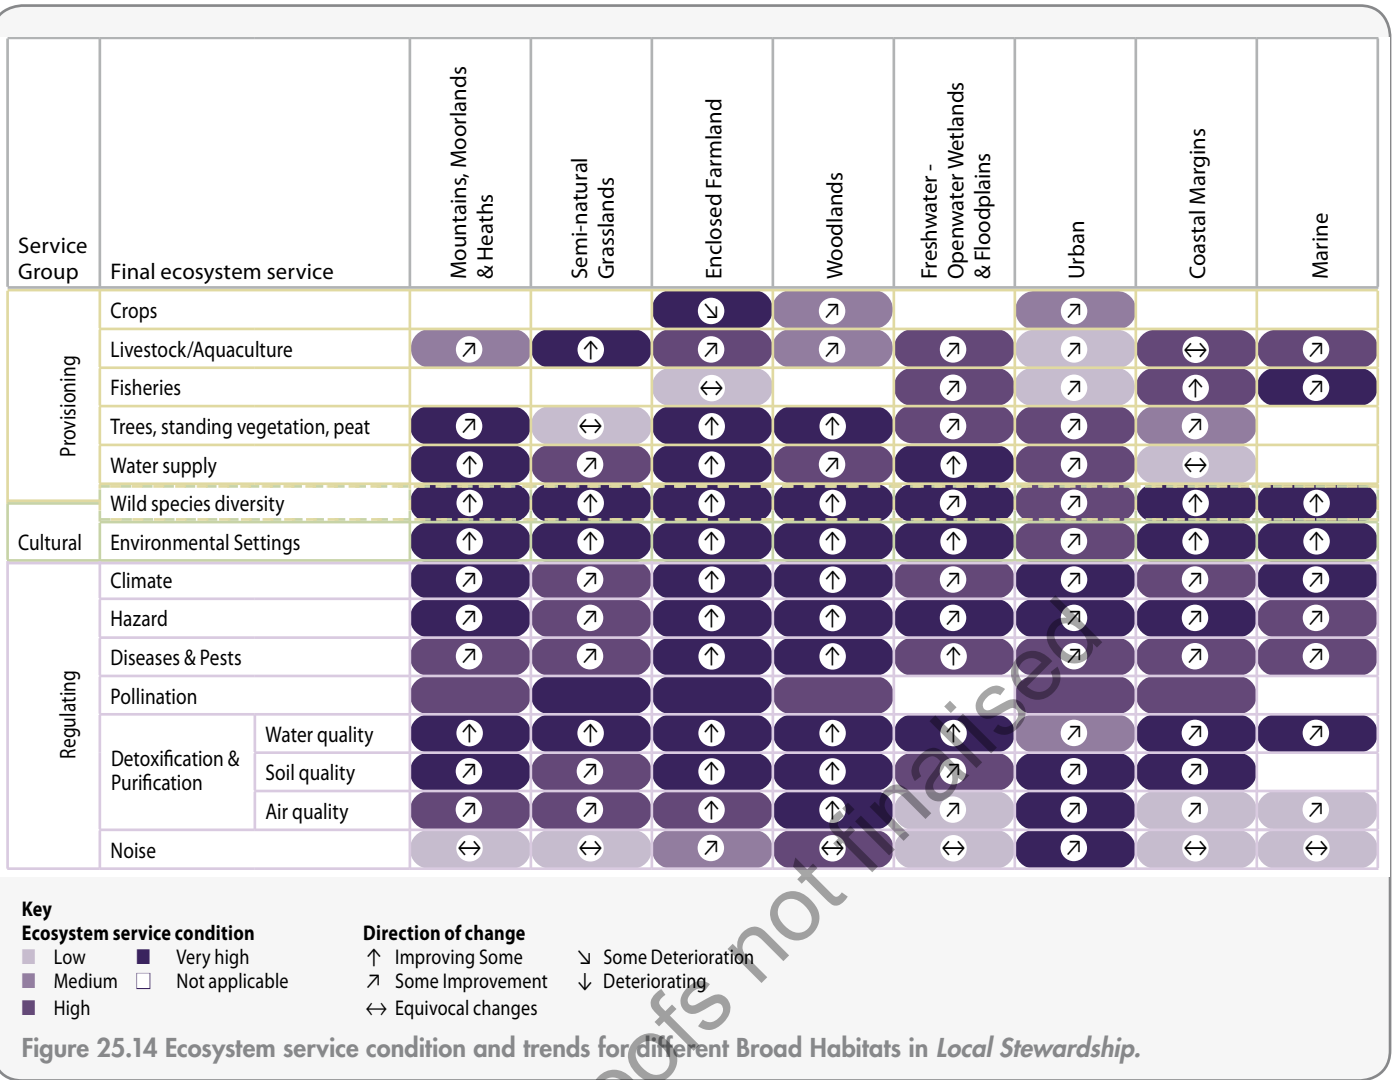 Service
Group
Final ecosystem service
Mountains, Moorlands
& Heaths
Semi-natural
Grasslands
Enclosed Farmland
Woodlands
Freshwater -
Openwater Wetlands
& Floodplains
Urban
Coastal Margins
Marine
Provisioning
Crops
↘ ↗ ↗
Livestock/Aquaculture
↗ ↑ ↗ ↗ ↗ ↗ ↔ ↗
Fisheries
↔ ↗ ↗ ↑ ↗
Trees, standing vegetation, peat
↗ ↔ ↑ ↑ ↗ ↗ ↗
Water supply
↑ ↗ ↑ ↗ ↑ ↗ ↔
Wild species diversity
↑ ↑ ↑ ↑ ↗ ↗ ↑ ↑
Cultural
Environmental Settings
↑ ↑ ↑ ↑ ↑ ↗ ↑ ↑
Regulating
Climate
↗ ↗ ↑ ↑ ↗ ↗ ↗ ↗
Hazard
↗ ↗ ↑ ↑ ↗ ↗ ↗ ↗
Diseases & Pests
↗ ↗ ↑ ↑ ↑ ↗ ↗ ↗
Pollination
Detoxification &
Purification
Water quality
↑ ↑ ↑ ↑ ↑ ↗ ↗ ↗
Soil quality
↗ ↗ ↑ ↑ ↗ ↗ ↗
Air quality
↗ ↗ ↑ ↑ ↗ ↗ ↗ ↗
Noise
↔ ↔ ↗ ↔ ↔ ↗ ↔ ↔
Key
Ecosystem service condition
Low
Medium
High
Very high
Not applicable
Direction of change
↑ Improving Some
↗ Some Improvement
↔ Equivocal changes
↘ Some Deterioration
↓ Deteriorating
Figure 25.14 Ecosystem service condition and trends for different Broad Habitats in Local Stewardship.
not finalised